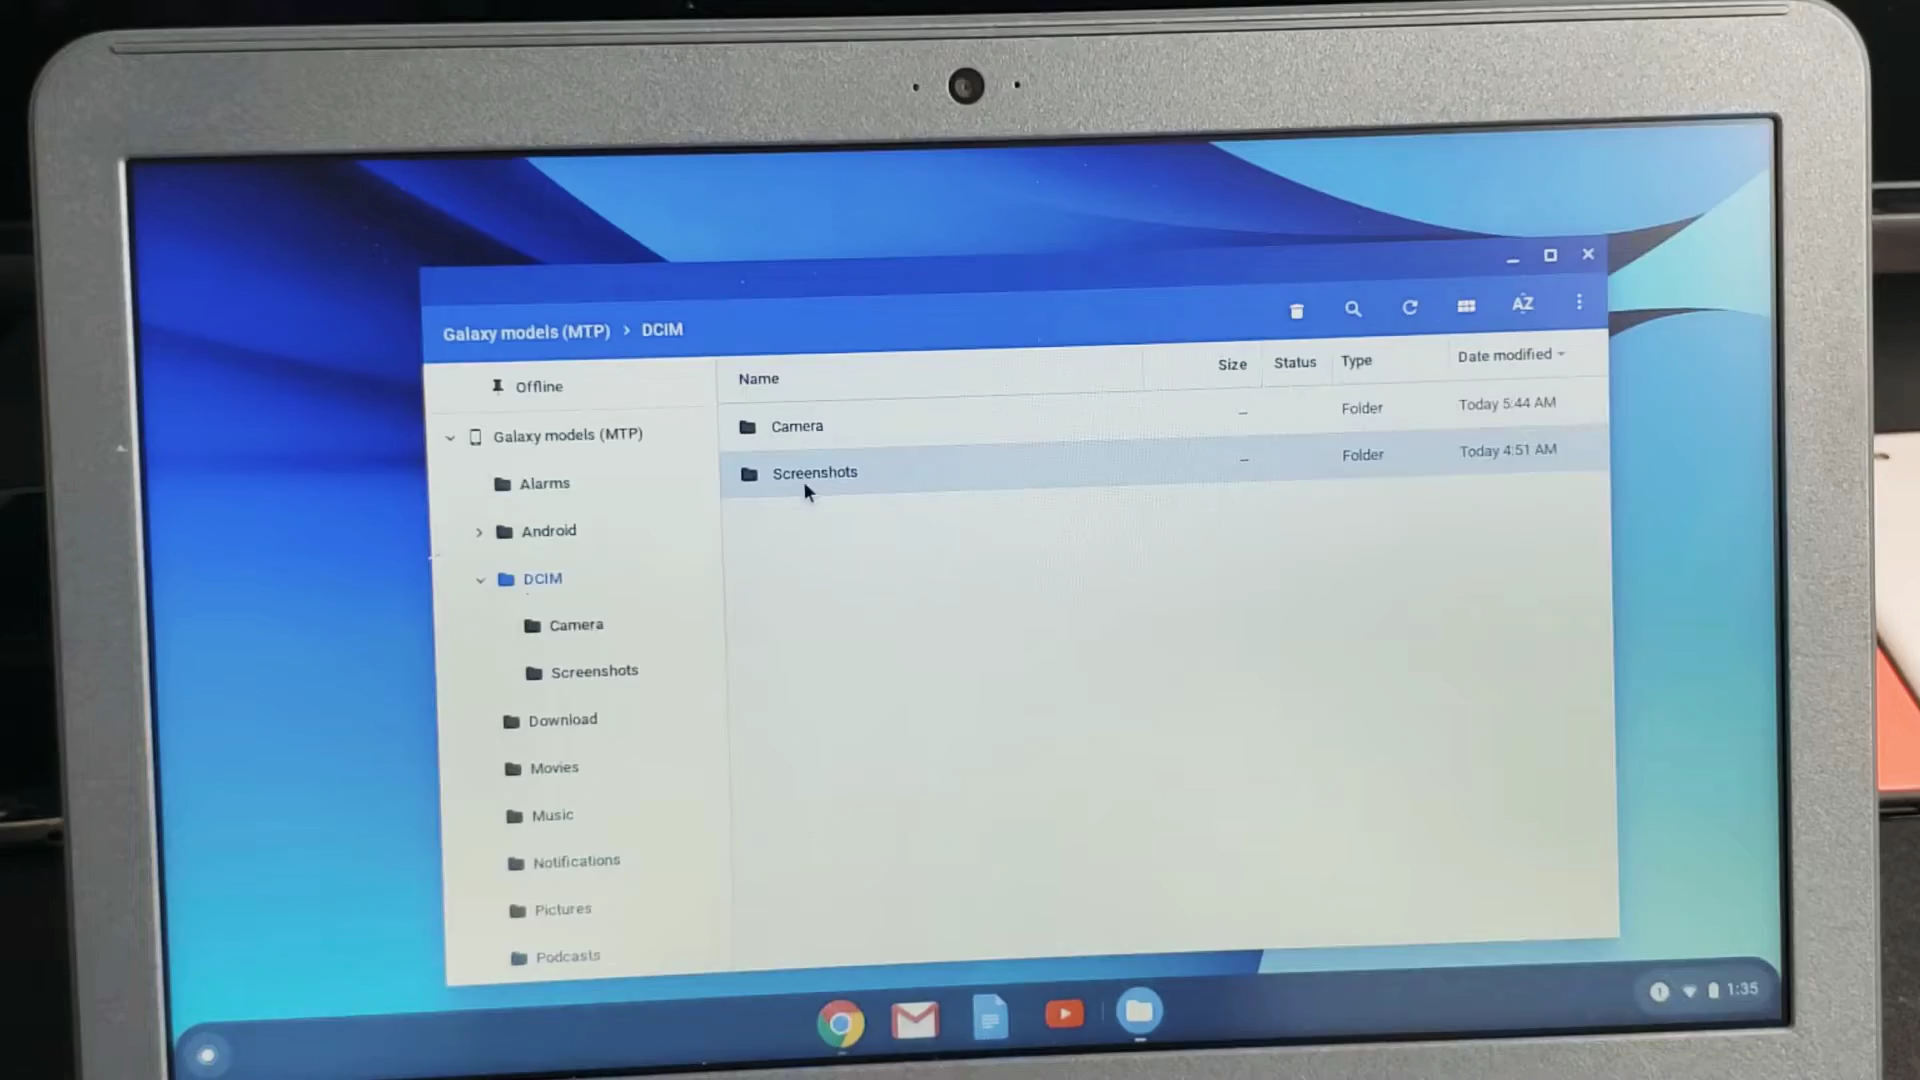 Galaxy models (MTP) > DCIM
AZ
Offline
Galaxy models (MTP)
Alarms
Android
DCIM
Camera
Screenshots
Download
Movies
Music
Notifications
Pictures
Podcasts
Name Size Status Type Date modified
Camera -- Folder Today 5:44 AM
Screenshots -- Folder Today 4:51 AM
1 1:35